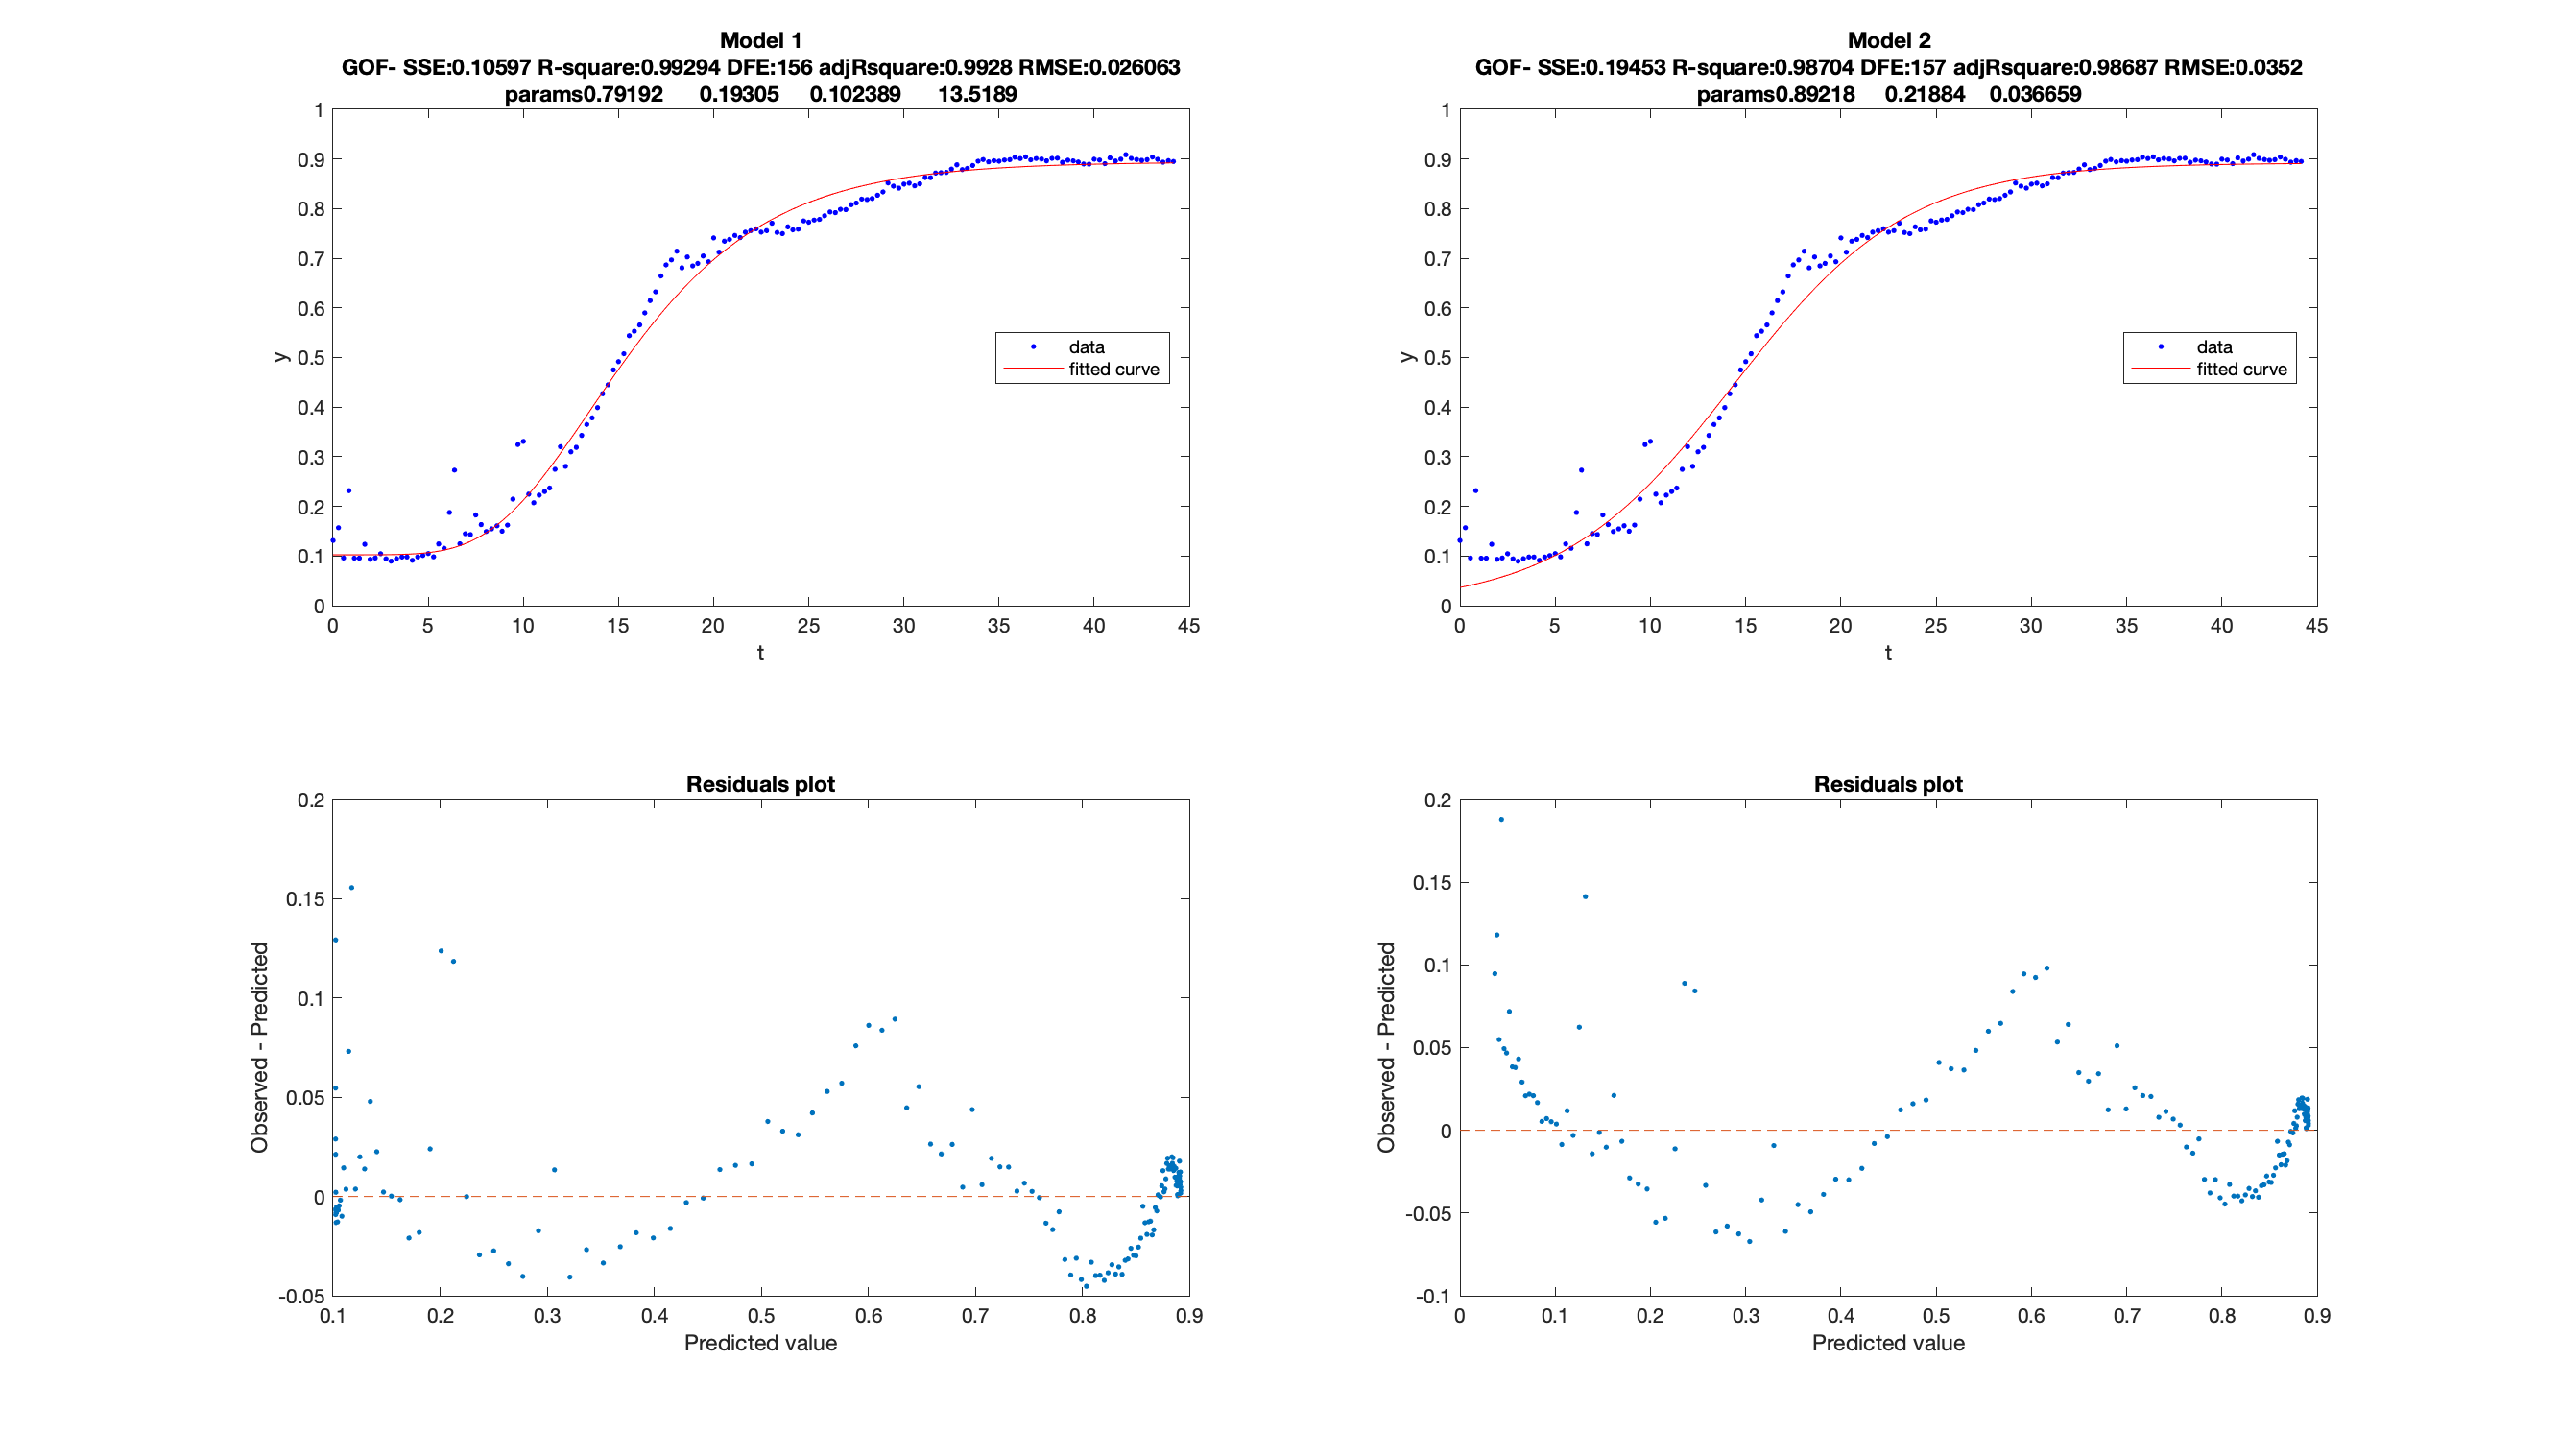 Model 1
GOF- SSE:0.10597 R-square:0.99294 DFE:156 adjRsquare:0.9928 RMSE:0.026063
params0.79192 0.19305 0.102389 13.5189
1
0.9
0.8
0.7
0.6
0.5
0.4
0.3
0.2
0.1
0
y
data
fitted curve
0 5 10 15 20 25 30 35 40 45
t
Model 2
GOF- SSE:0.19453 R-square:0.98704 DFE:157 adjRsquare:0.98687 RMSE:0.0352
params0.89218 0.21884 0.036659
1
0.9
0.8
0.7
0.6
0.5
0.4
0.3
0.2
0.1
0
y
data
fitted curve
0 5 10 15 20 25 30 35 40 45
t
Residuals plot
0.2
0.15
0.1
0.05
0
-0.05
Observed - Predicted
0.1 0.2 0.3 0.4 0.5 0.6 0.7 0.8 0.9
Predicted value
Residuals plot
0.2
0.15
0.1
0.05
0
-0.05
-0.1
Observed - Predicted
0 0.1 0.2 0.3 0.4 0.5 0.6 0.7 0.8 0.9
Predicted value